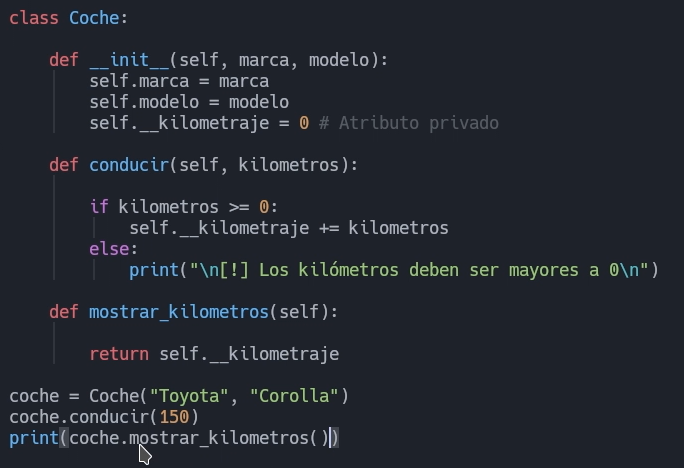 class Coche:
    def __init__(self, marca, modelo):
        self.marca = marca
        self.modelo = modelo
        self.__kilometraje = 0 # Atributo privado
    def conducir(self, kilometros):
        if kilometros >= 0:
            self.__kilometraje += kilometros
        else:
            print("\n[!] Los kilómetros deben ser mayores a 0\n")
    def mostrar_kilometros(self):
        return self.__kilometraje
coche = Coche("Toyota", "Corolla")
coche.conducir(150)
print(coche.mostrar_kilometros())